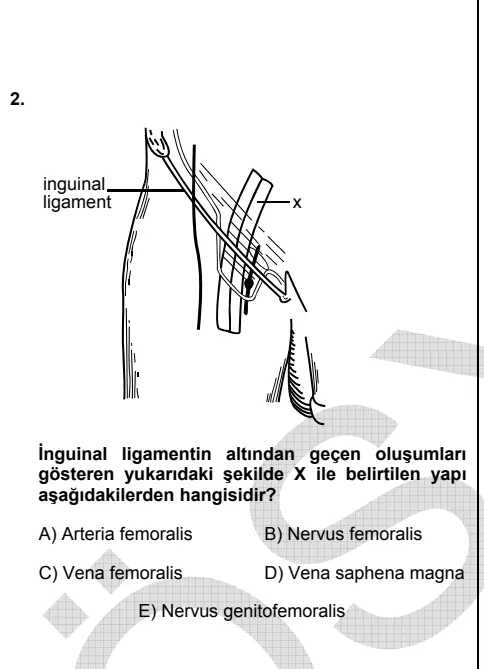 2.
inguinal
ligament
x
İnguinal ligamentin altından geçen oluşumları
gösteren yukarıdaki şekilde X ile belirtilen yapı
aşağıdakilerden hangisidir?
A) Arteria femoralis B) Nervus femoralis
C) Vena femoralis D) Vena saphena magna
E) Nervus genitofemoralis